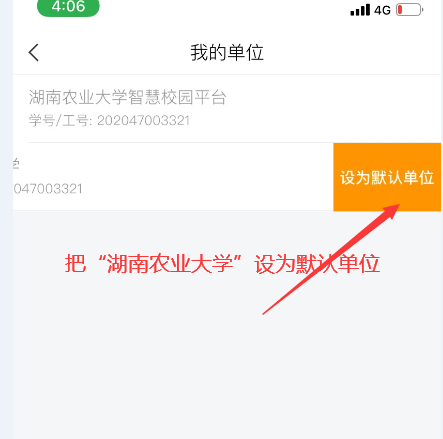 4:06
4G
我的单位
湖南农业大学智慧校园平台
学号/工号: 202047003321
学
设为默认单位
047003321
把“湖南农业大学”设为默认单位